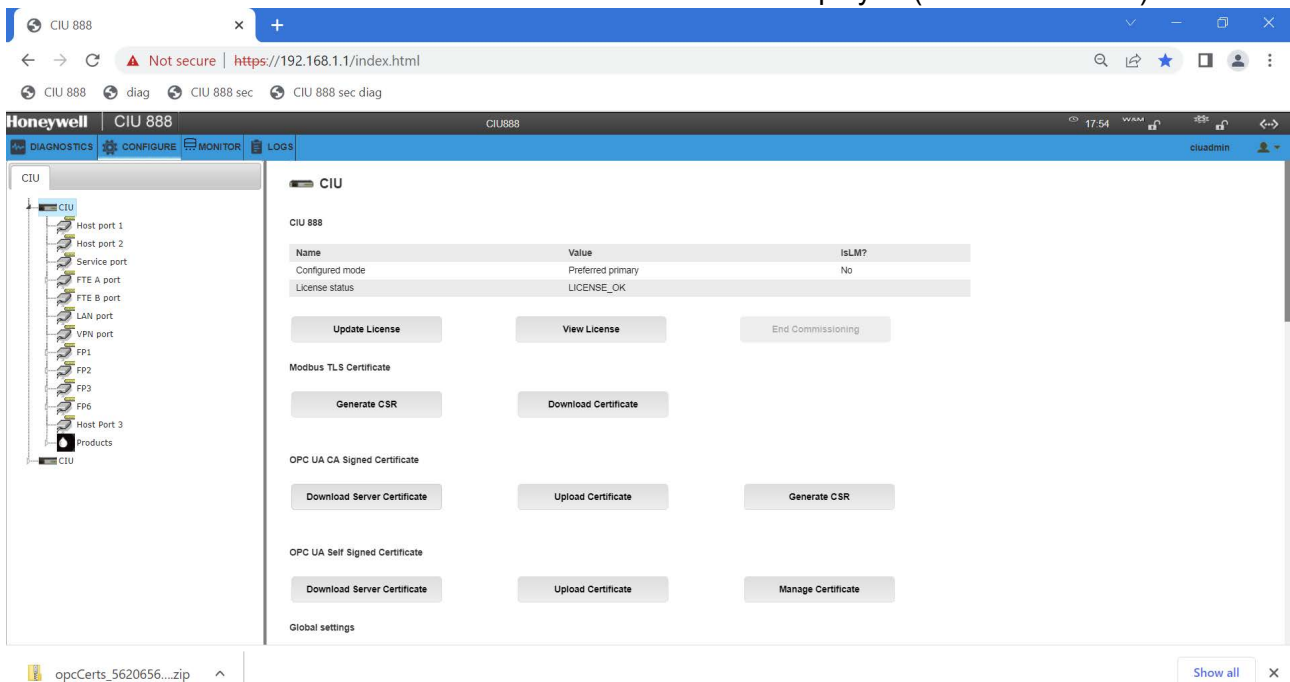 CIU 888
Not secure | https://192.168.1.1/index.html
CIU 888 diag CIU 888 sec CIU 888 sec diag
Honeywell | CIU 888 CIU888 17:54 WAM
DIAGNOSTICS CONFIGURE MONITOR LOGS ciuadmin
CIU
CIU
Host port 1
Host port 2
Service port
FTE A port
FTE B port
LAN port
VPN port
FP1
FP2
FP3
FP6
Host Port 3
Products
CIU
CIU
CIU 888
Name Value IsLM?
Configured mode Preferred primary No
License status LICENSE_OK
Update License View License End Commissioning
Modbus TLS Certificate
Generate CSR Download Certificate
OPC UA CA Signed Certificate
Download Server Certificate Upload Certificate Generate CSR
OPC UA Self Signed Certificate
Download Server Certificate Upload Certificate Manage Certificate
Global settings
opcCerts_5620656....zip Show all